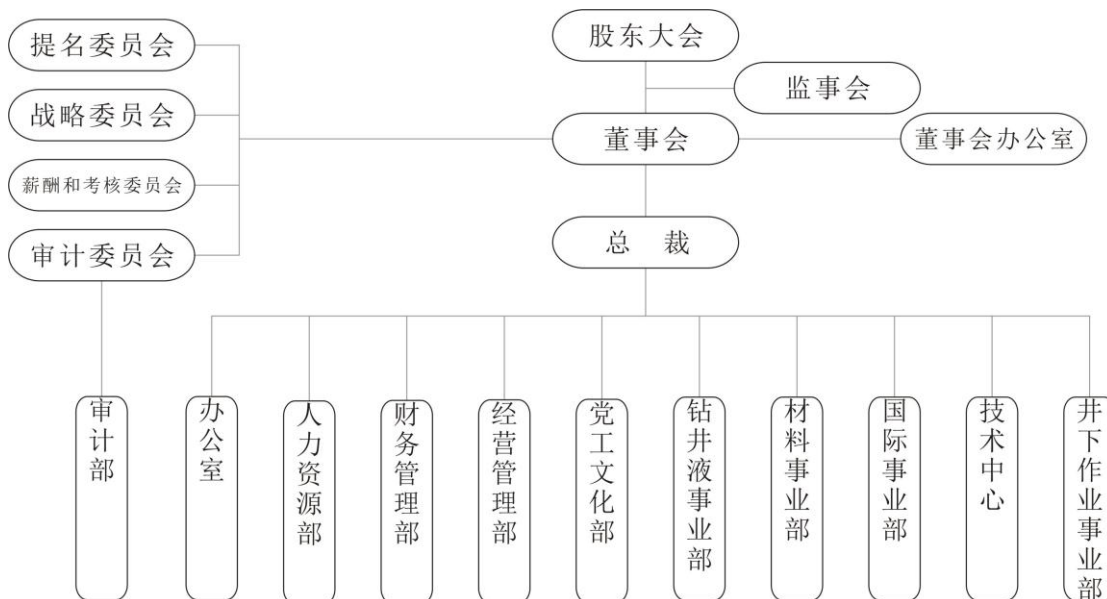 提名委员会
战略委员会
薪酬和考核委员会
审计委员会
股东大会
监事会
董事会
董事会办公室
总 裁
审计部
办公室
人力资源部
财务管理部
经营管理部
党工文化部
钻井液事业部
材料事业部
国际事业部
技术中心
井下作业事业部